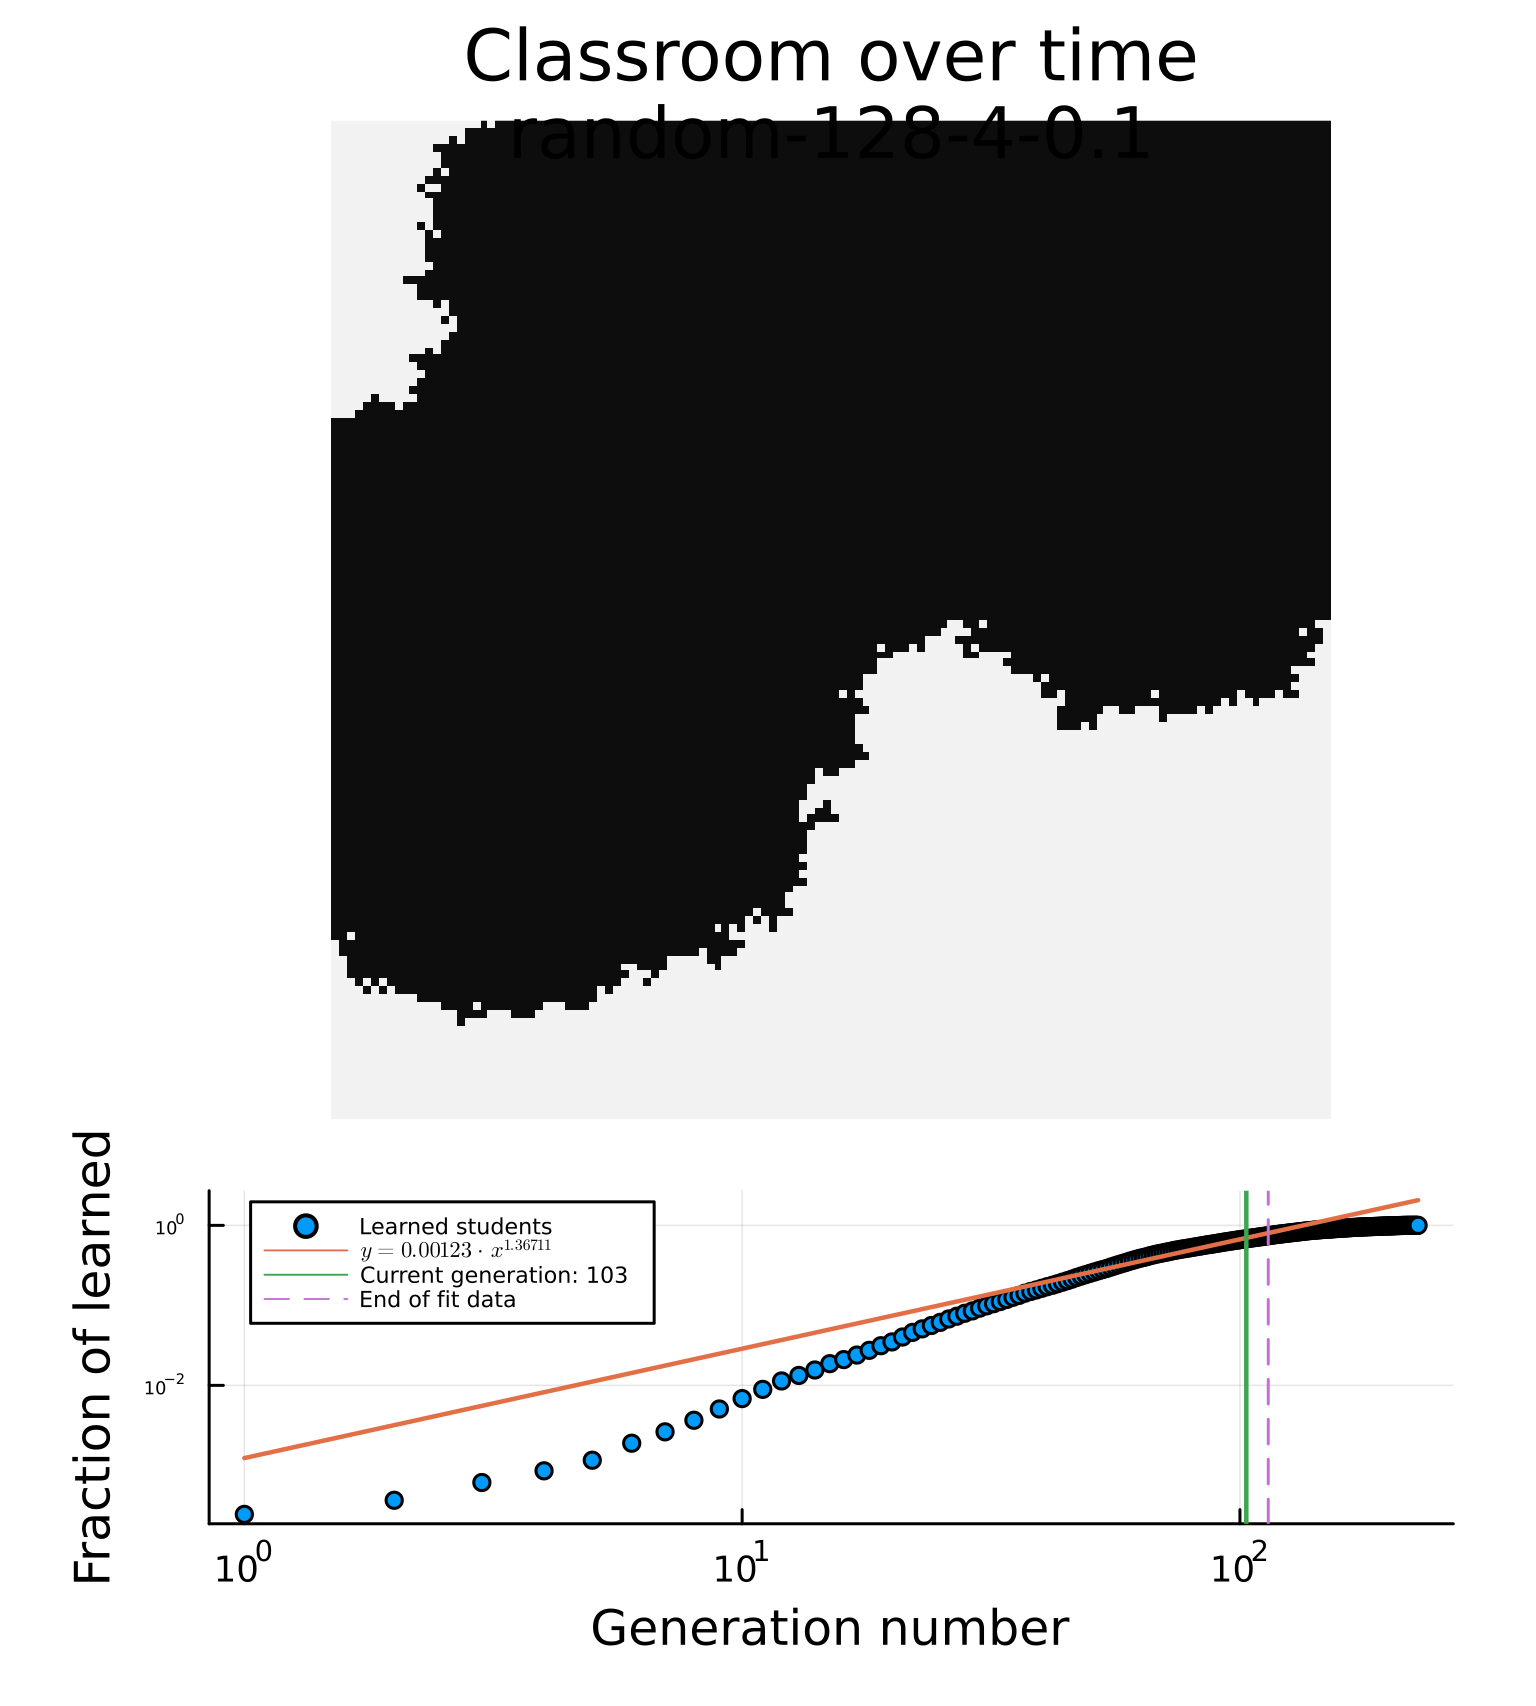 Classroom over time
random-128-4-0.1
Fraction of learned
10^0
10^-2
Learned students
y = 0.00123 · x^1.36711
Current generation: 103
End of fit data
10^0
10^1
10^2
Generation number